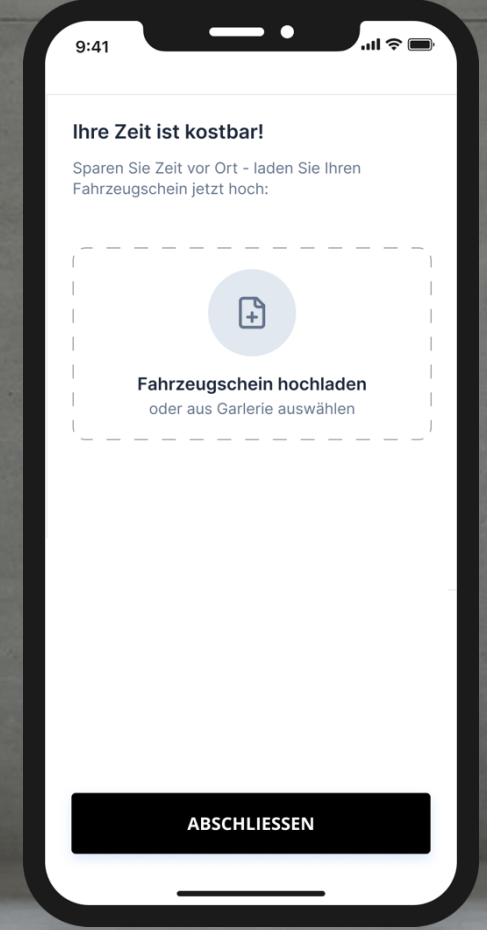 9:41
Ihre Zeit ist kostbar!
Sparen Sie Zeit vor Ort - laden Sie Ihren
Fahrzeugschein jetzt hoch:
Fahrzeugschein hochladen
oder aus Garlerie auswählen
ABSCHLIESSEN